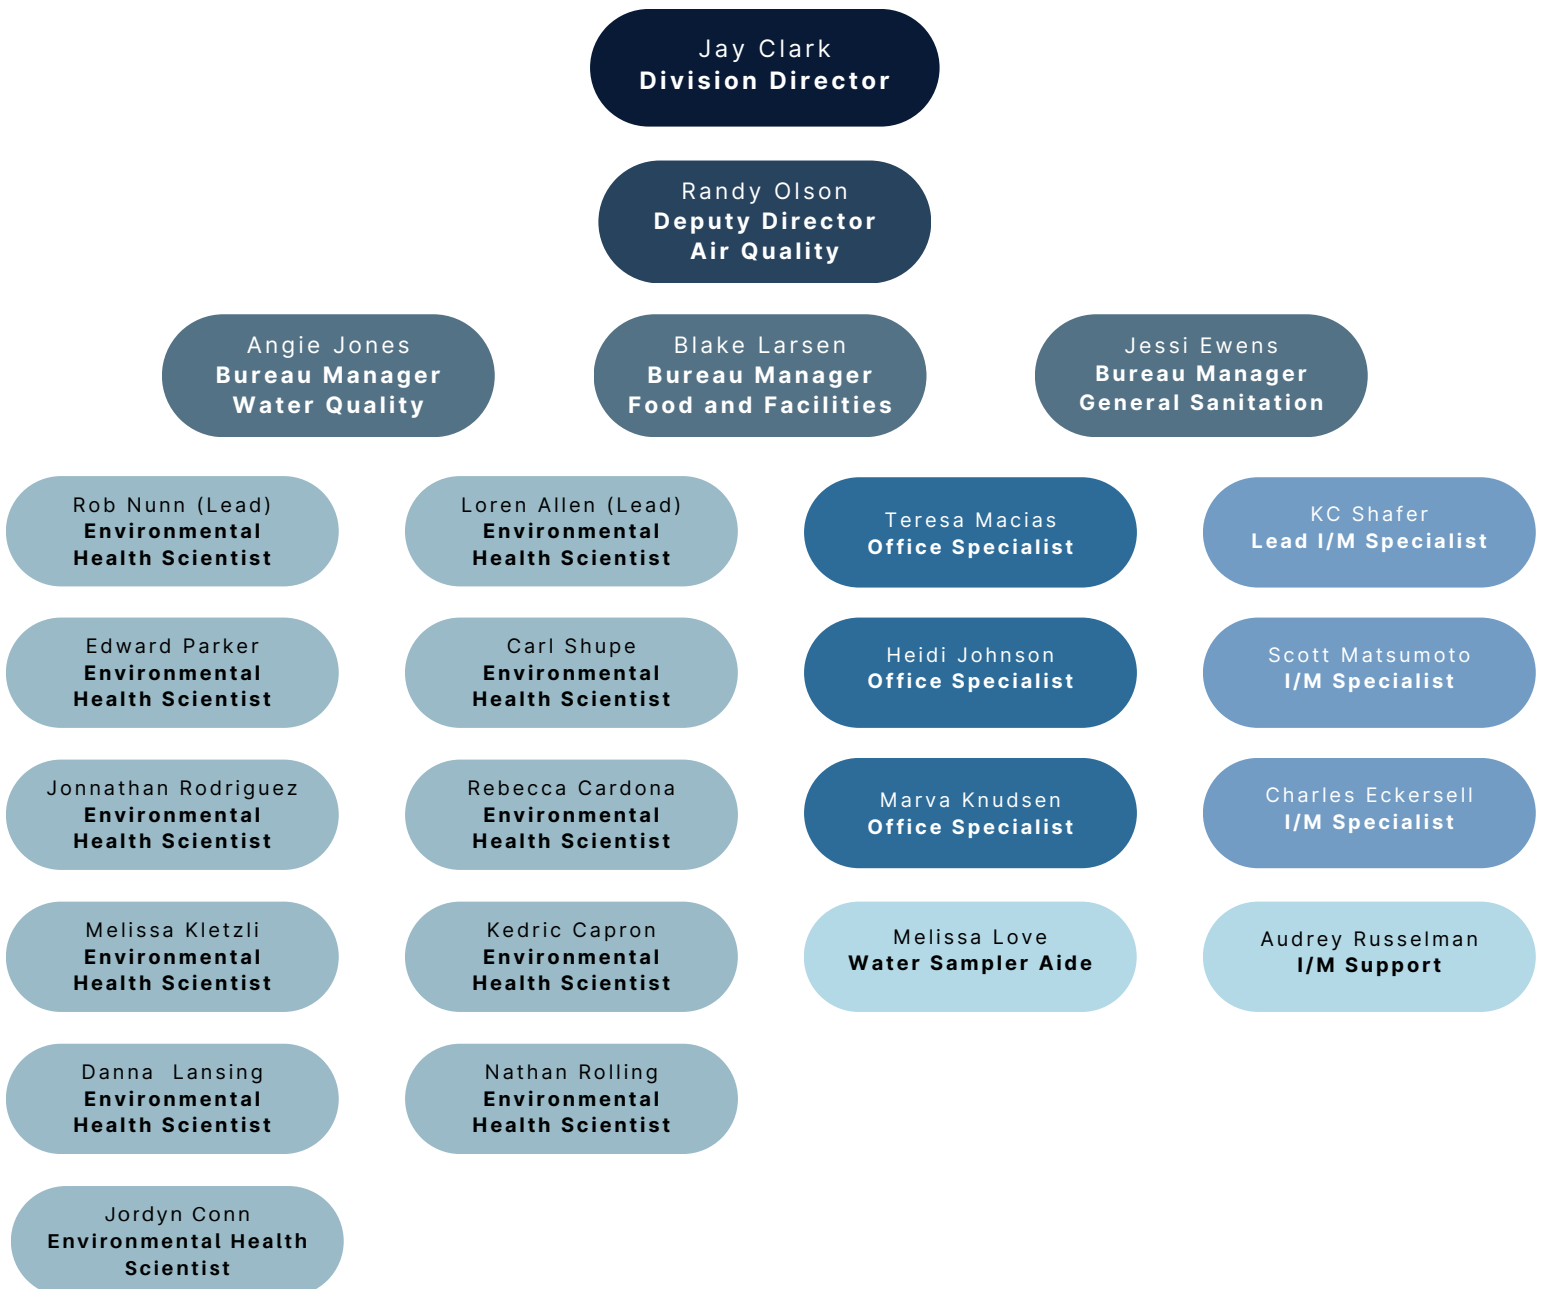 Jay Clark
Division Director
Randy Olson
Deputy Director
Air Quality
Angie Jones
Bureau Manager
Water Quality
Blake Larsen
Bureau Manager
Food and Facilities
Jessi Ewens
Bureau Manager
General Sanitation
Rob Nunn (Lead)
Environmental
Health Scientist
Loren Allen (Lead)
Environmental
Health Scientist
Teresa Macias
Office Specialist
KC Shafer
Lead I/M Specialist
Edward Parker
Environmental
Health Scientist
Carl Shupe
Environmental
Health Scientist
Heidi Johnson
Office Specialist
Scott Matsumoto
I/M Specialist
Jonnathan Rodriguez
Environmental
Health Scientist
Rebecca Cardona
Environmental
Health Scientist
Marva Knudsen
Office Specialist
Charles Eckersell
I/M Specialist
Melissa Kletzli
Environmental
Health Scientist
Kedric Capron
Environmental
Health Scientist
Melissa Love
Water Sampler Aide
Audrey Russelman
I/M Support
Danna  Lansing
Environmental
Health Scientist
Nathan Rolling
Environmental
Health Scientist
Jordyn Conn
Environmental Health
Scientist